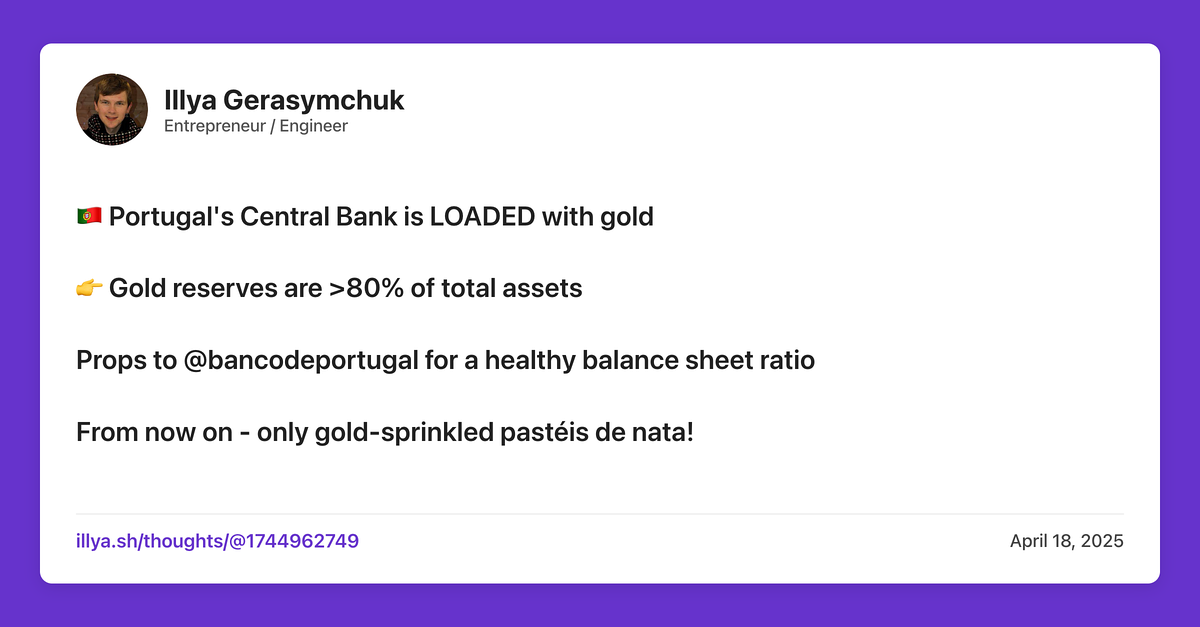 Illya Gerasymchuk
Entrepreneur / Engineer
🇵🇹 Portugal's Central Bank is LOADED with gold
👉 Gold reserves are >80% of total assets
Props to @bancodeportugal for a healthy balance sheet ratio
From now on - only gold-sprinkled pastéis de nata!
illya.sh/thoughts/@1744962749
April 18, 2025